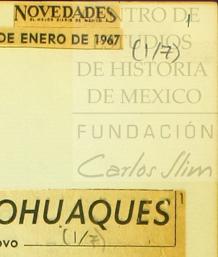 NOVEDADES
EL MEJOR DIARIO DE MEXICO
DE ENERO DE 1967
(1/7)
1
CENTRO DE
ESTUDIOS
DE HISTORIA
DE MEXICO
FUNDACIÓN
Carlos Slim
OHUAQUES
1
OVO
(1/7)